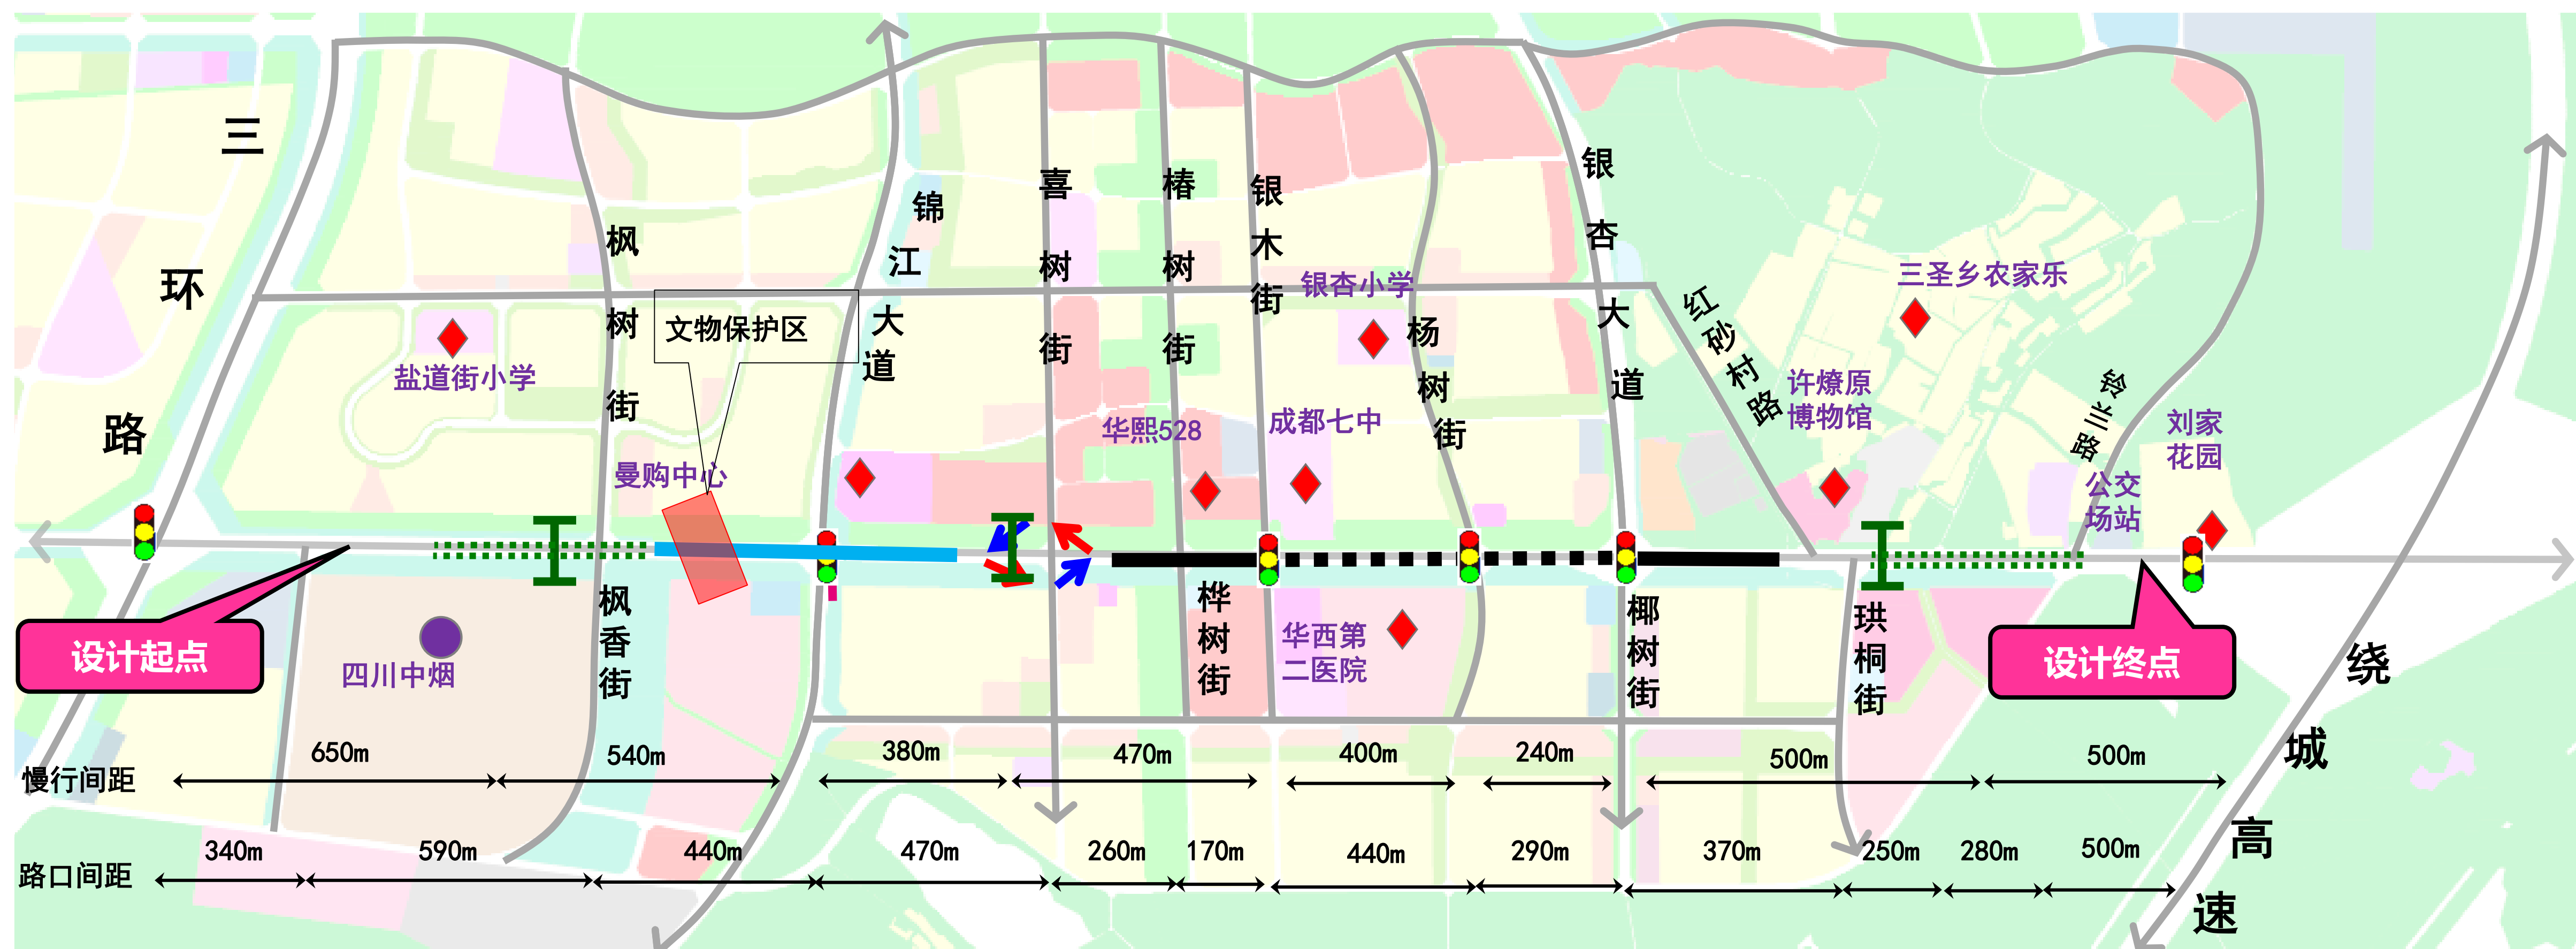 三环路
枫树街
锦江大道
喜树街
椿树街
银木街
银杏大道
杨树街
红砂村路
铃兰路
银杏小学
三圣乡农家乐
文物保护区
盐道街小学
许燎原
博物馆
刘家
花园
华熙528
成都七中
曼购中心
公交
场站
设计起点
四川中烟
枫香街
桦树街
华西第
二医院
椰树街
珙桐街
设计终点
绕城高速
慢行间距
650m
540m
380m
470m
400m
240m
500m
500m
路口间距
340m
590m
440m
470m
260m
170m
440m
290m
370m
250m
280m
500m